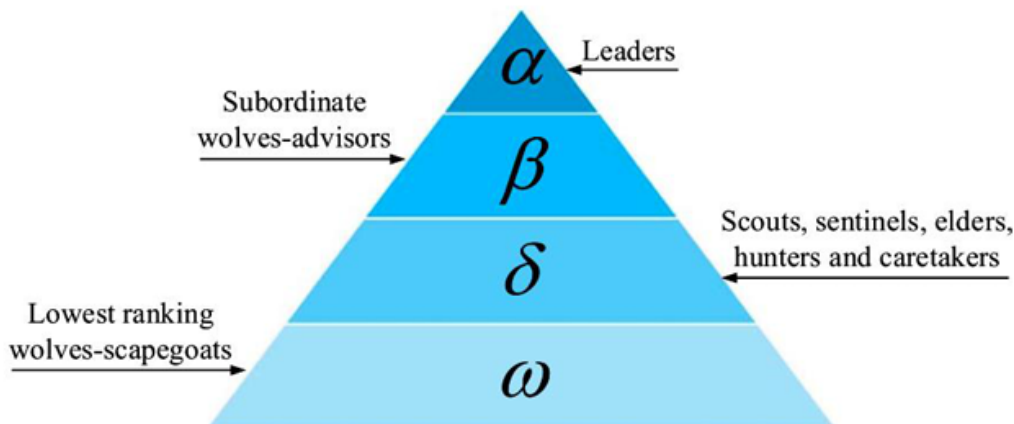 α
Leaders
Subordinate
wolves-advisors
β
Scouts, sentinels, elders,
hunters and caretakers
δ
Lowest ranking
wolves-scapegoats
ω